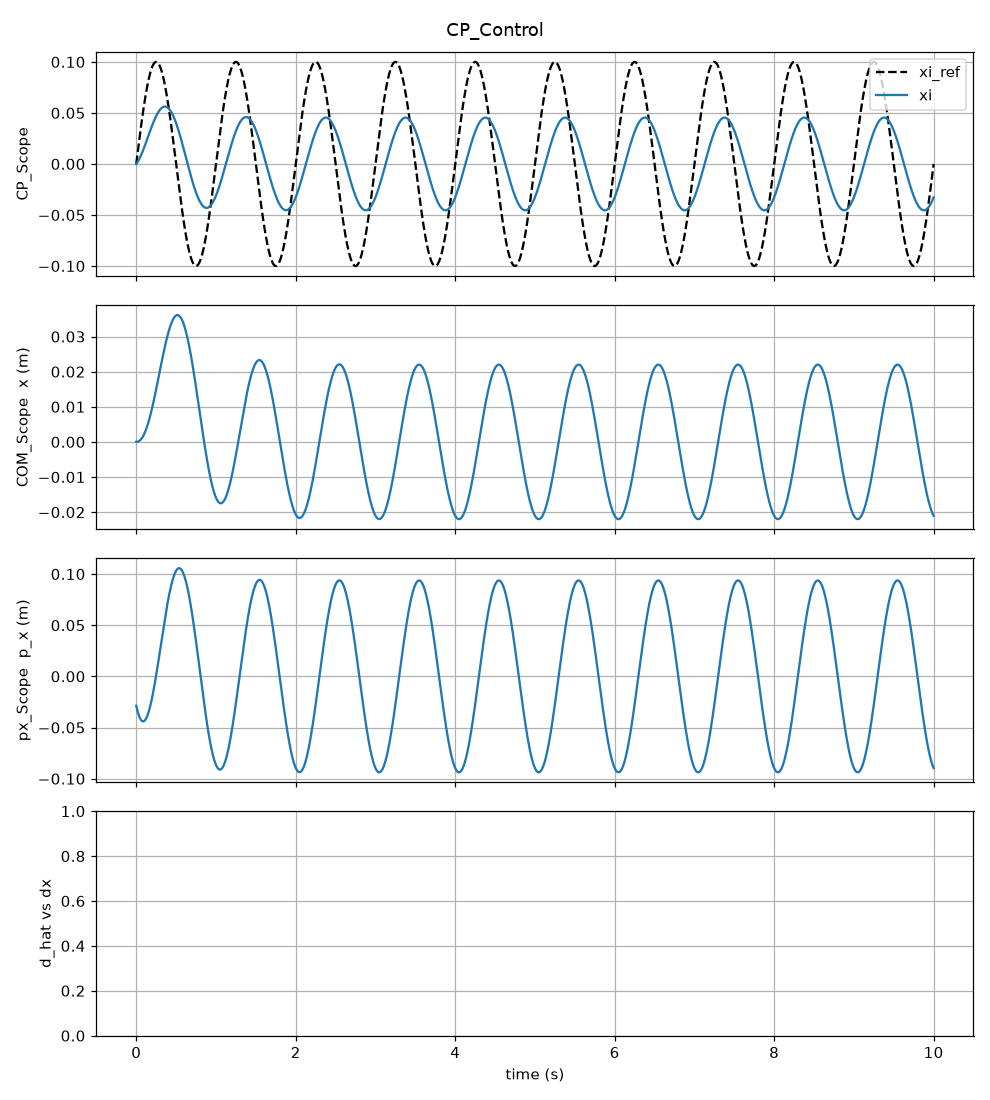 CP_Control
CP_Scope
0.10
0.05
0.00
−0.05
−0.10
xi_ref
xi
COM_Scope x (m)
0.03
0.02
0.01
0.00
−0.01
−0.02
px_Scope p_x (m)
0.10
0.05
0.00
−0.05
−0.10
d_hat vs dx
1.0
0.8
0.6
0.4
0.2
0.0
0 2 4 6 8 10
time (s)